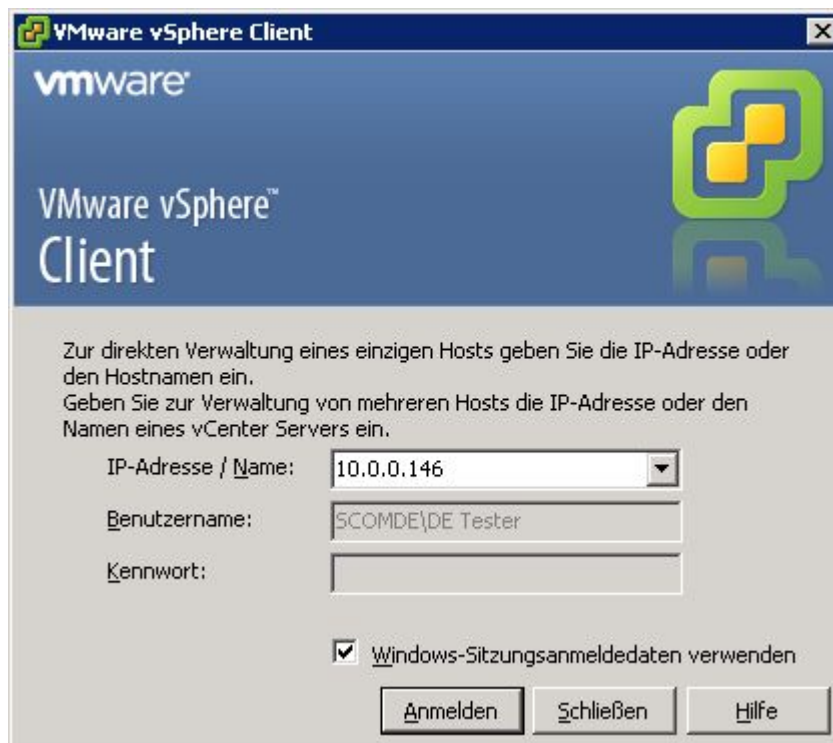 VMware vSphere Client
vmware®
VMware vSphere™
Client
Zur direkten Verwaltung eines einzigen Hosts geben Sie die IP-Adresse oder
den Hostnamen ein.
Geben Sie zur Verwaltung von mehreren Hosts die IP-Adresse oder den
Namen eines vCenter Servers ein.
IP-Adresse / Name: 10.0.0.146
Benutzername: SCOMDE\DE Tester
Kennwort:
Windows-Sitzungsanmeldedaten verwenden
Anmelden Schließen Hilfe